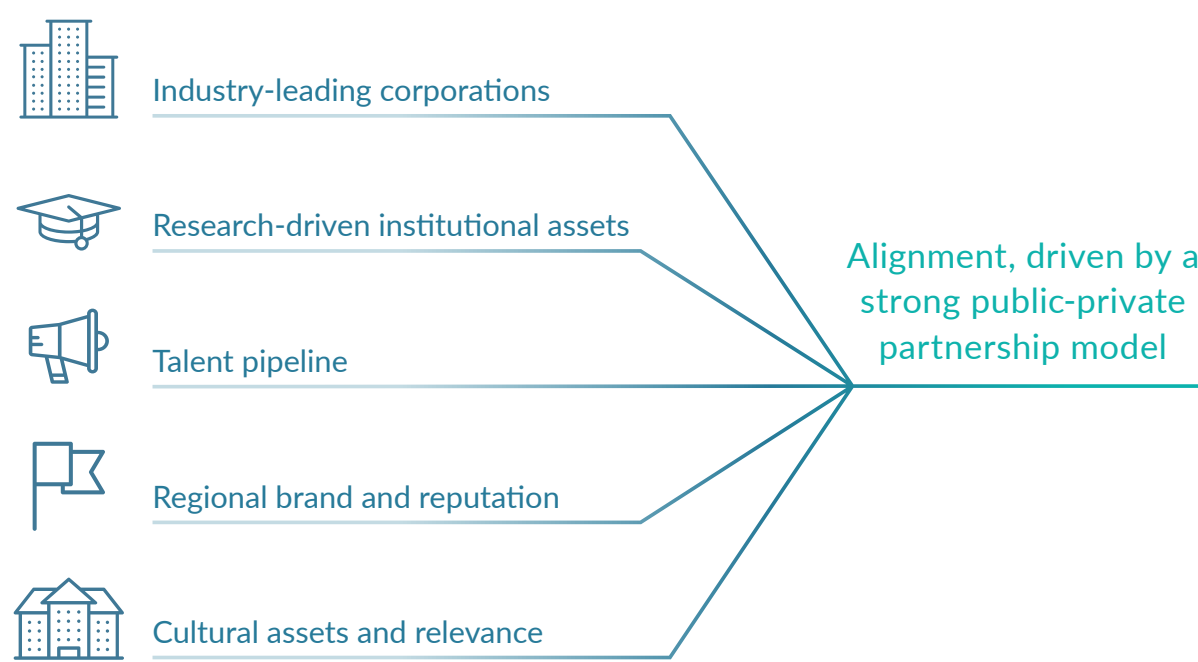 Industry-leading corporations
Research-driven institutional assets
Talent pipeline
Regional brand and reputation
Cultural assets and relevance
Alignment, driven by a
strong public-private
partnership model